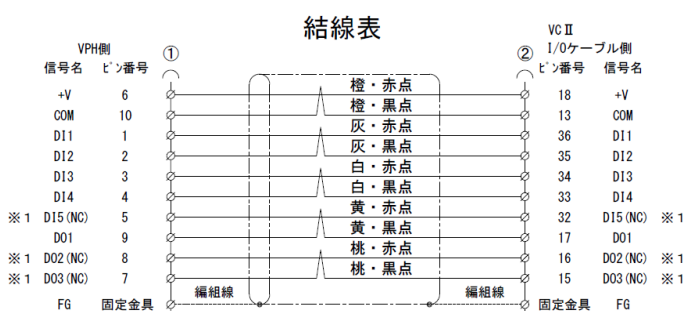 結線表
VPH側 ① ② VCⅡ I/Oケーブル側
信号名 ピン番号 ピン番号 信号名
+V 6 橙・赤点 18 +V
COM 10 橙・黒点 13 COM
DI1 1 灰・赤点 36 DI1
DI2 2 灰・黒点 35 DI2
DI3 3 白・赤点 34 DI3
DI4 4 白・黒点 33 DI4
※1 DI5(NC) 5 黄・赤点 32 DI5(NC) ※1
DO1 9 黄・黒点 17 DO1
※1 DO2(NC) 8 桃・赤点 16 DO2(NC) ※1
※1 DO3(NC) 7 桃・黒点 15 DO3(NC) ※1
FG 固定金具 編組線 編組線 固定金具 FG